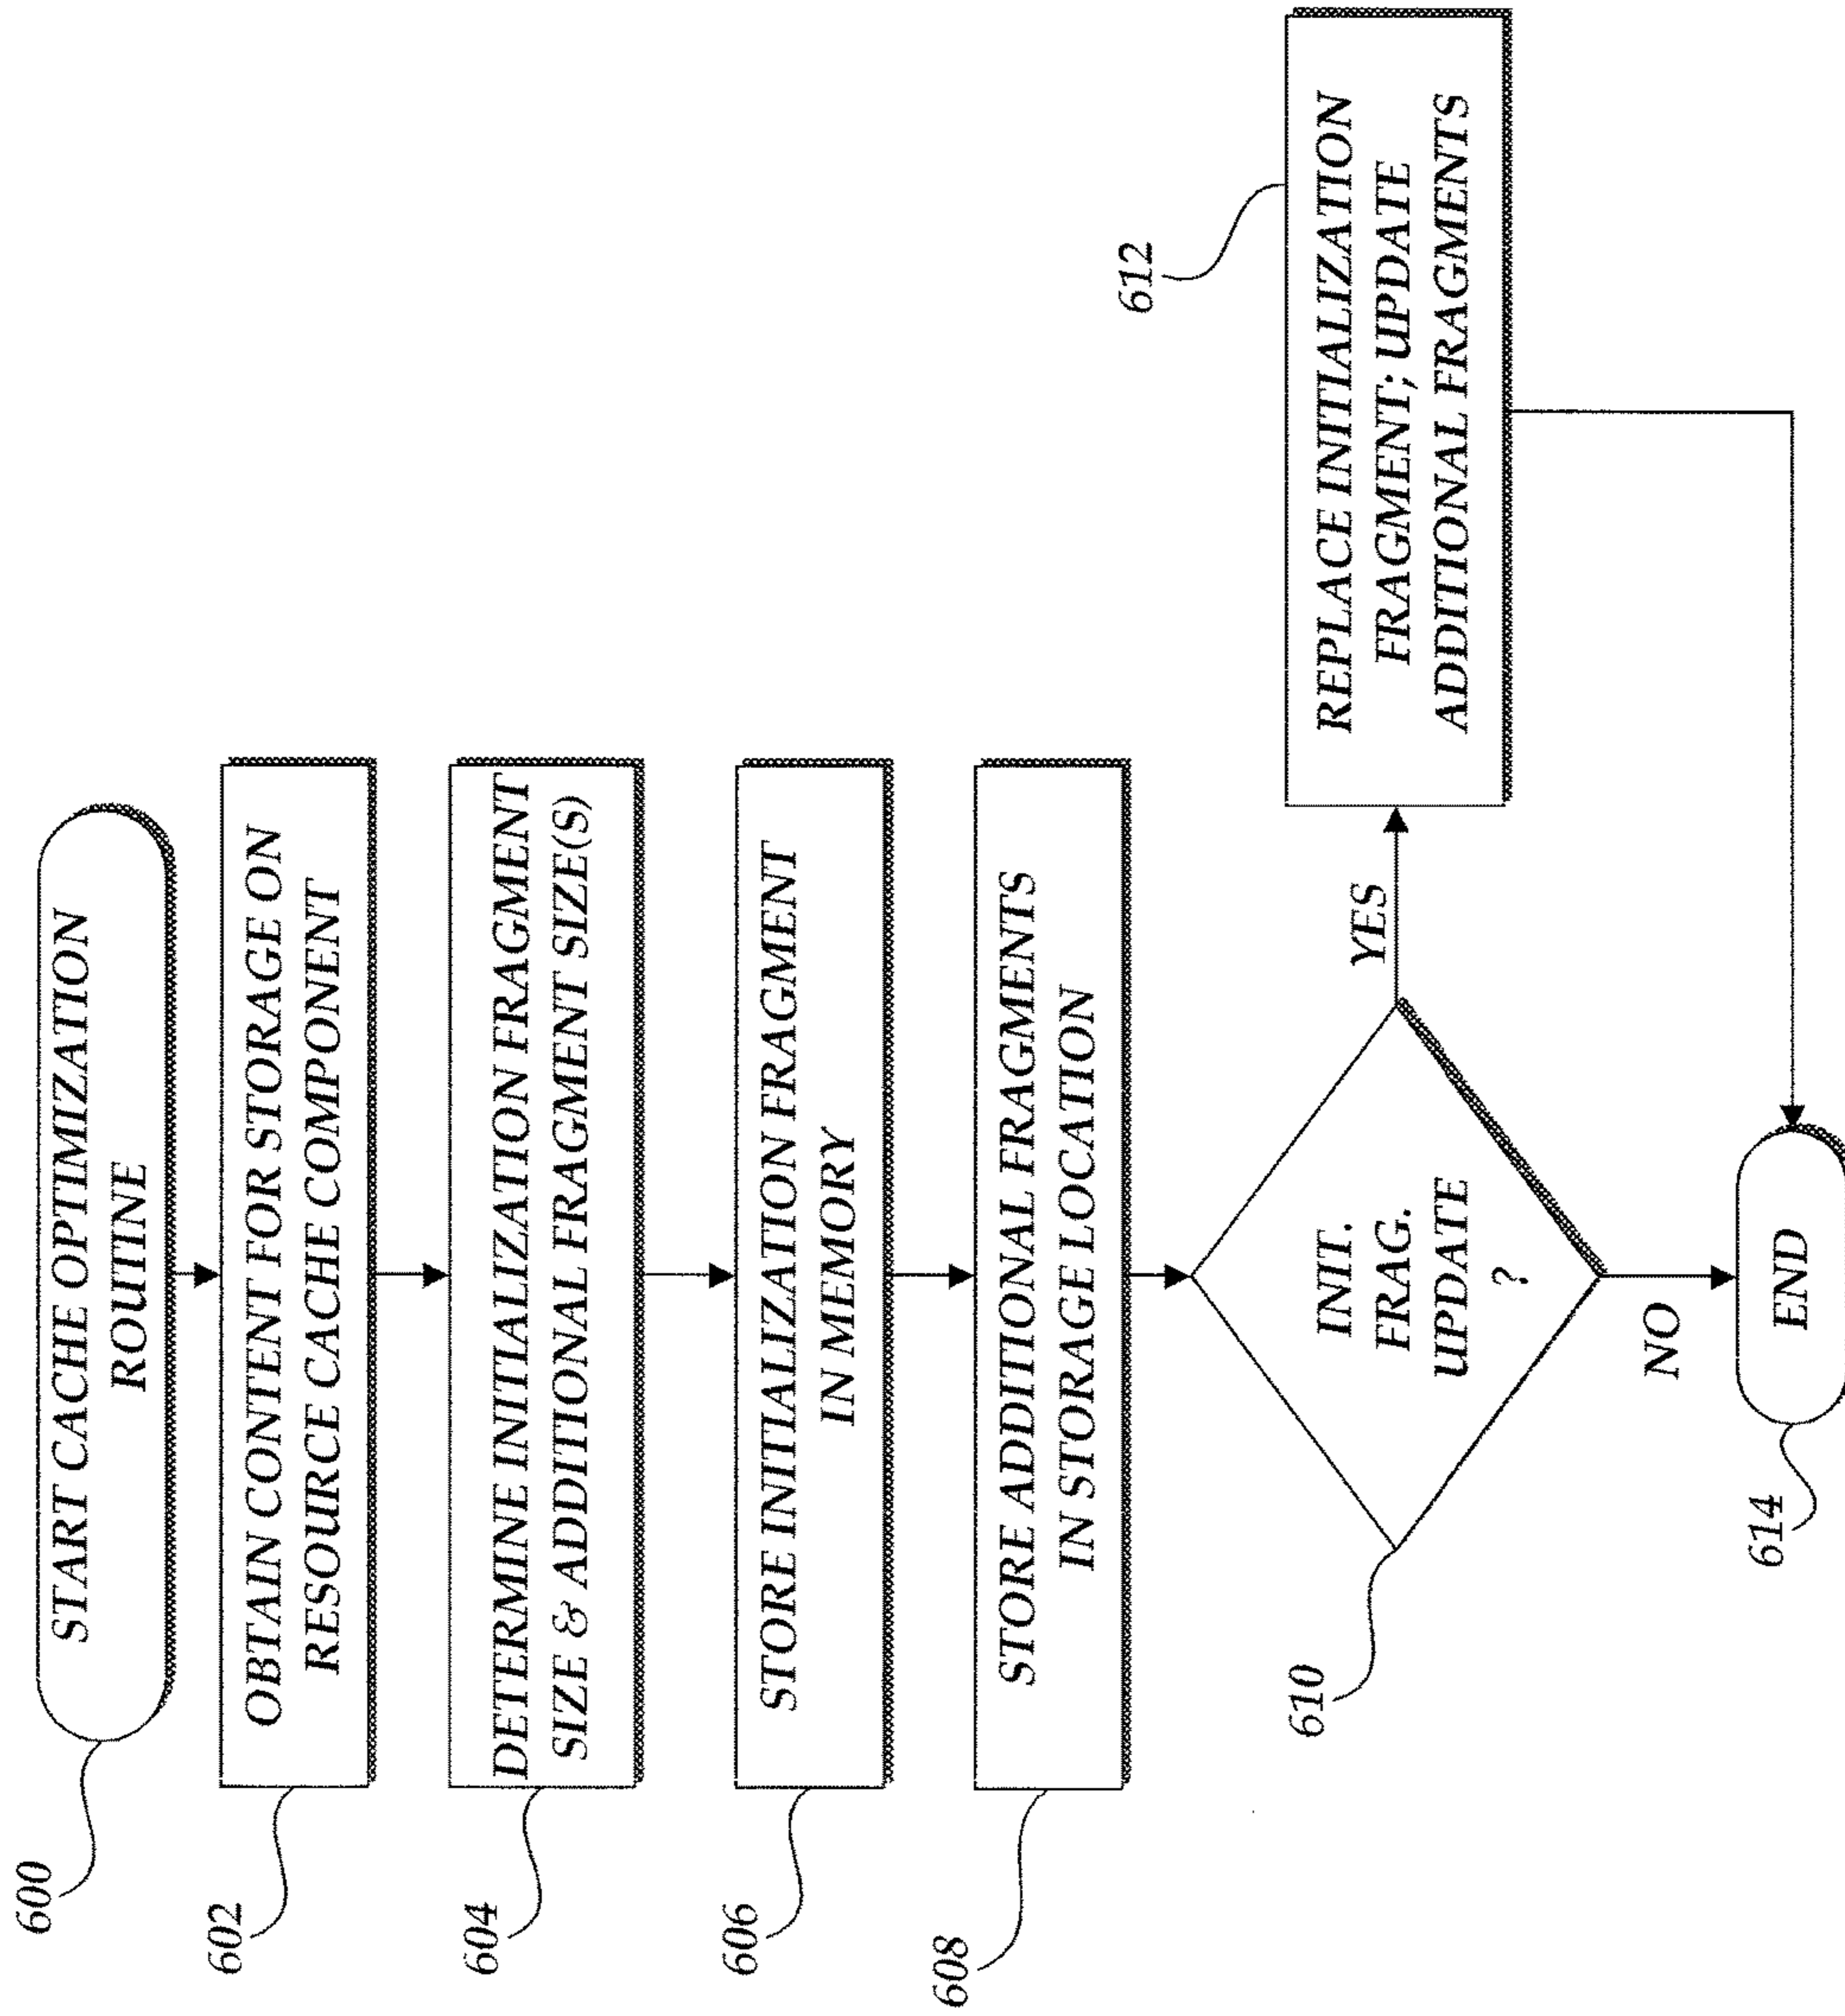 600
START CACHE OPTIMIZATION
ROUTINE
602
OBTAIN CONTENT FOR STORAGE ON
RESOURCE CACHE COMPONENT
604
DETERMINE INITIALIZATION FRAGMENT
SIZE & ADDITIONAL FRAGMENT SIZE(S)
606
STORE INITIALIZATION FRAGMENT
IN MEMORY
608
STORE ADDITIONAL FRAGMENTS
IN STORAGE LOCATION
610
INIT.
FRAG.
UPDATE
?
YES
612
REPLACE INITIALIZATION
FRAGMENT; UPDATE
ADDITIONAL FRAGMENTS
NO
614
END